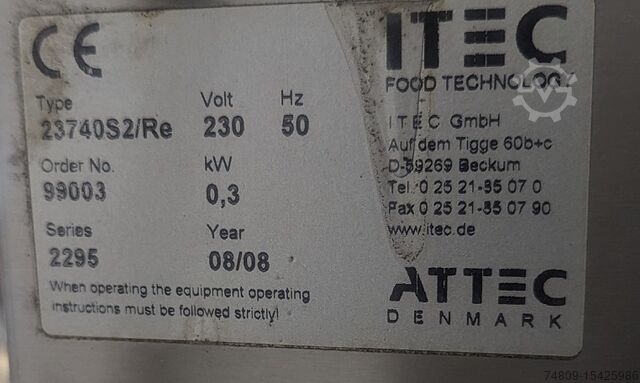 CE
ITEC
FOOD TECHNOLOGY
Type Volt Hz
23740S2/Re 230 50
Order No. kW
99003 0,3
Series Year
2295 08/08
When operating the equipment operating
instructions must be followed strictly!
ITEC GmbH
Auf dem Tigge 60b+c
D-59269 Beckum
Tel. 0 25 21-85 07 0
Fax 0 25 21-85 07 90
www.itec.de
ATTEC
DENMARK
74809-15425986